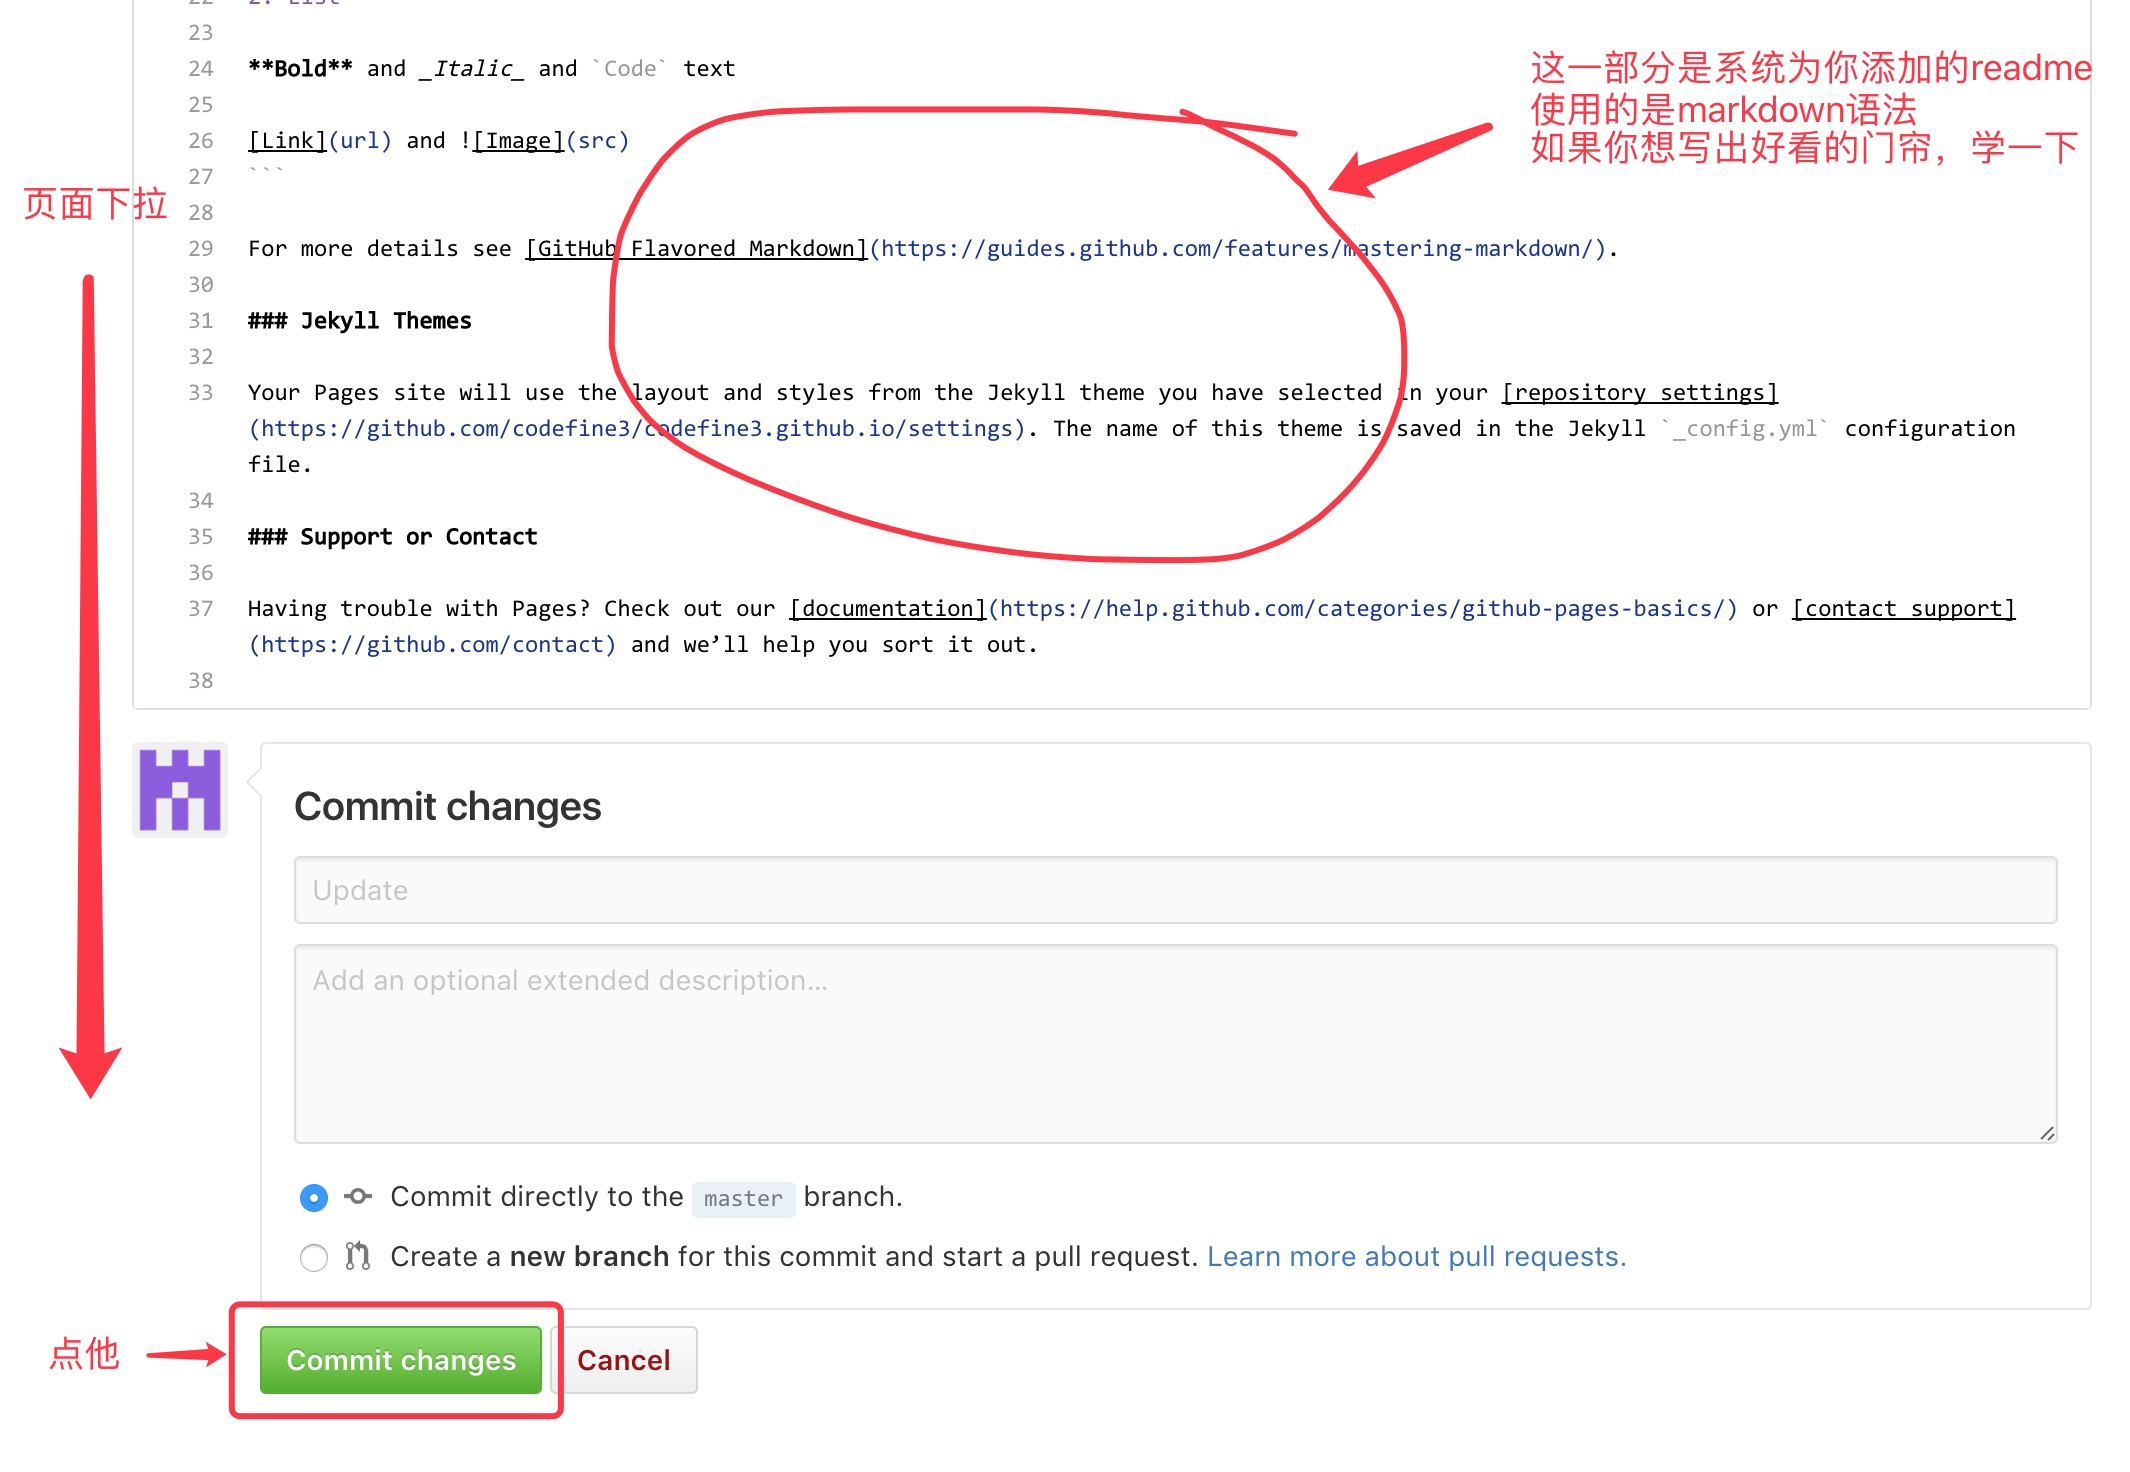 22 2. List
23
24 **Bold** and _Italic_ and `Code` text
25
26 [Link](url) and ![Image](src)
27 ```
28
29 For more details see [GitHub Flavored Markdown](https://guides.github.com/features/mastering-markdown/).
30
31 ### Jekyll Themes
32
33 Your Pages site will use the layout and styles from the Jekyll theme you have selected in your [repository settings]
(https://github.com/codefine3/codefine3.github.io/settings). The name of this theme is saved in the Jekyll `_config.yml` configuration
file.
34
35 ### Support or Contact
36
37 Having trouble with Pages? Check out our [documentation](https://help.github.com/categories/github-pages-basics/) or [contact support]
(https://github.com/contact) and we’ll help you sort it out.
38
这一部分是系统为你添加的readme
使用的是markdown语法
如果你想写出好看的门帘，学一下
页面下拉
Commit changes
Update
Add an optional extended description...
Commit directly to the master branch.
Create a new branch for this commit and start a pull request. Learn more about pull requests.
点他
Commit changes
Cancel